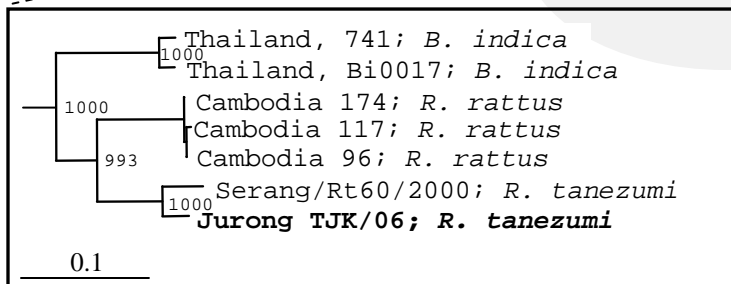 Thailand, 741; B. indica
1000
Thailand, Bi0017; B. indica
1000
Cambodia 174; R. rattus
Cambodia 117; R. rattus
993
Cambodia 96; R. rattus
Serang/Rt60/2000; R. tanezumi
1000
Jurong TJK/06; R. tanezumi
0.1